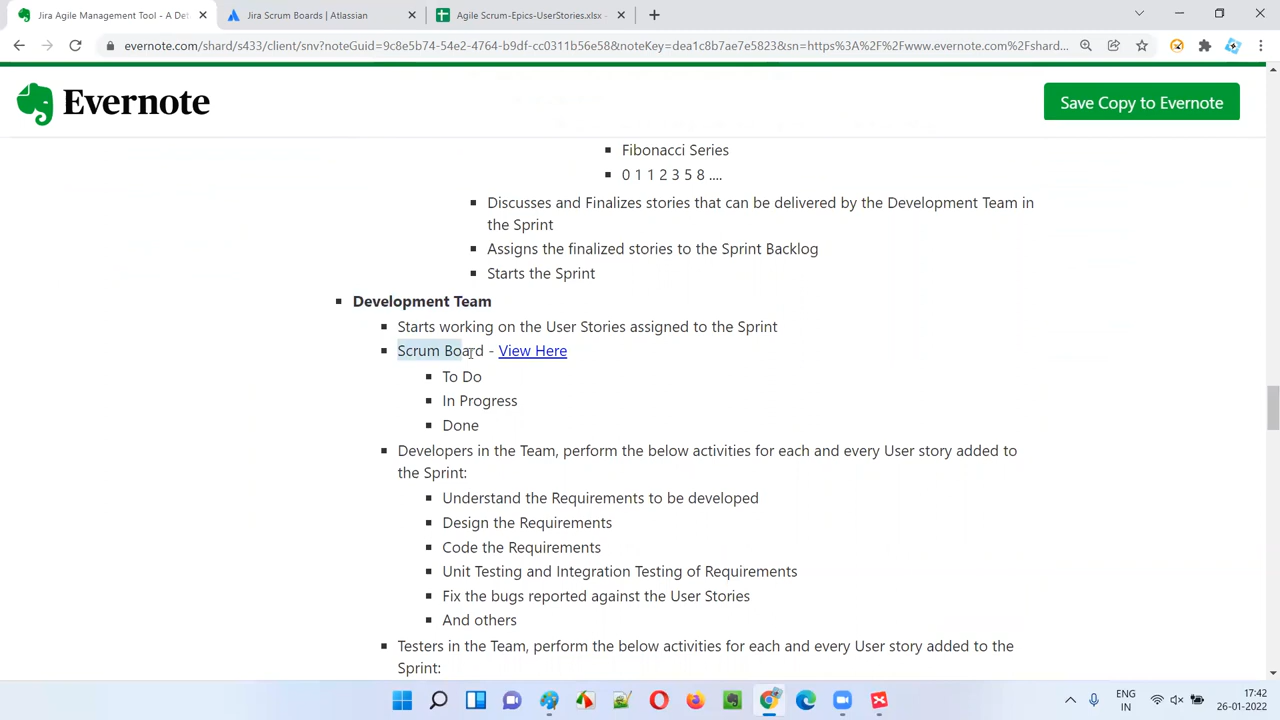 Jira Agile Management Tool - A Det
Jira Scrum Boards | Atlassian
Agile Scrum-Epics-UserStories.xlsx -
evernote.com/shard/s433/client/snv?noteGuid=9c8e5b74-54e2-4764-b9df-cc0311b56e58&noteKey=dea1c8b7ae7e5823&sn=https%3A%2F%2Fwww.evernote.com%2Fshard...
Evernote
Save Copy to Evernote
Fibonacci Series
0 1 1 2 3 5 8 ....
Discusses and Finalizes stories that can be delivered by the Development Team in
the Sprint
Assigns the finalized stories to the Sprint Backlog
Starts the Sprint
Development Team
Starts working on the User Stories assigned to the Sprint
Scrum Board - View Here
To Do
In Progress
Done
Developers in the Team, perform the below activities for each and every User story added to
the Sprint:
Understand the Requirements to be developed
Design the Requirements
Code the Requirements
Unit Testing and Integration Testing of Requirements
Fix the bugs reported against the User Stories
And others
Testers in the Team, perform the below activities for each and every User story added to the
Sprint:
ENG
IN
17:42
26-01-2022